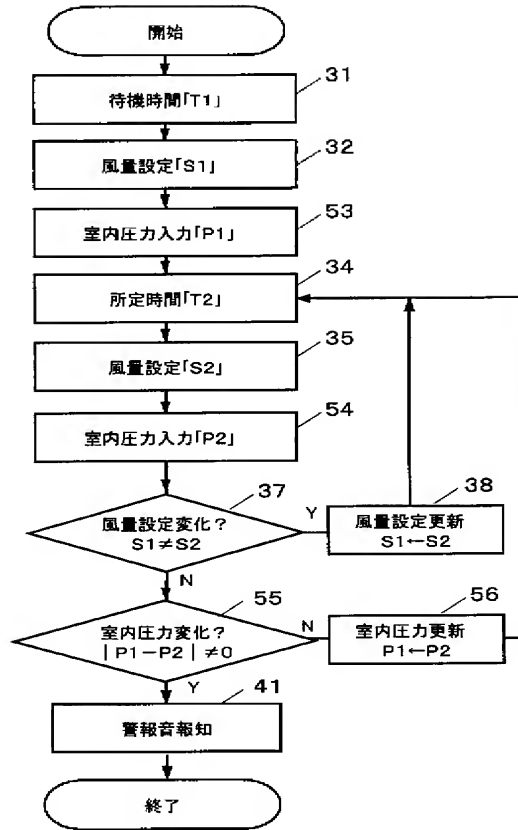 開始
31
待機時間「T1」
32
風量設定「S1」
53
室内圧力入力「P1」
34
所定時間「T2」
35
風量設定「S2」
54
室内圧力入力「P2」
37
風量設定変化?
S1≠S2
Y
38
風量設定更新
S1←S2
N
55
室内圧力変化?
|P1−P2|≠0
N
56
室内圧力更新
P1←P2
Y
41
警報音報知
終了